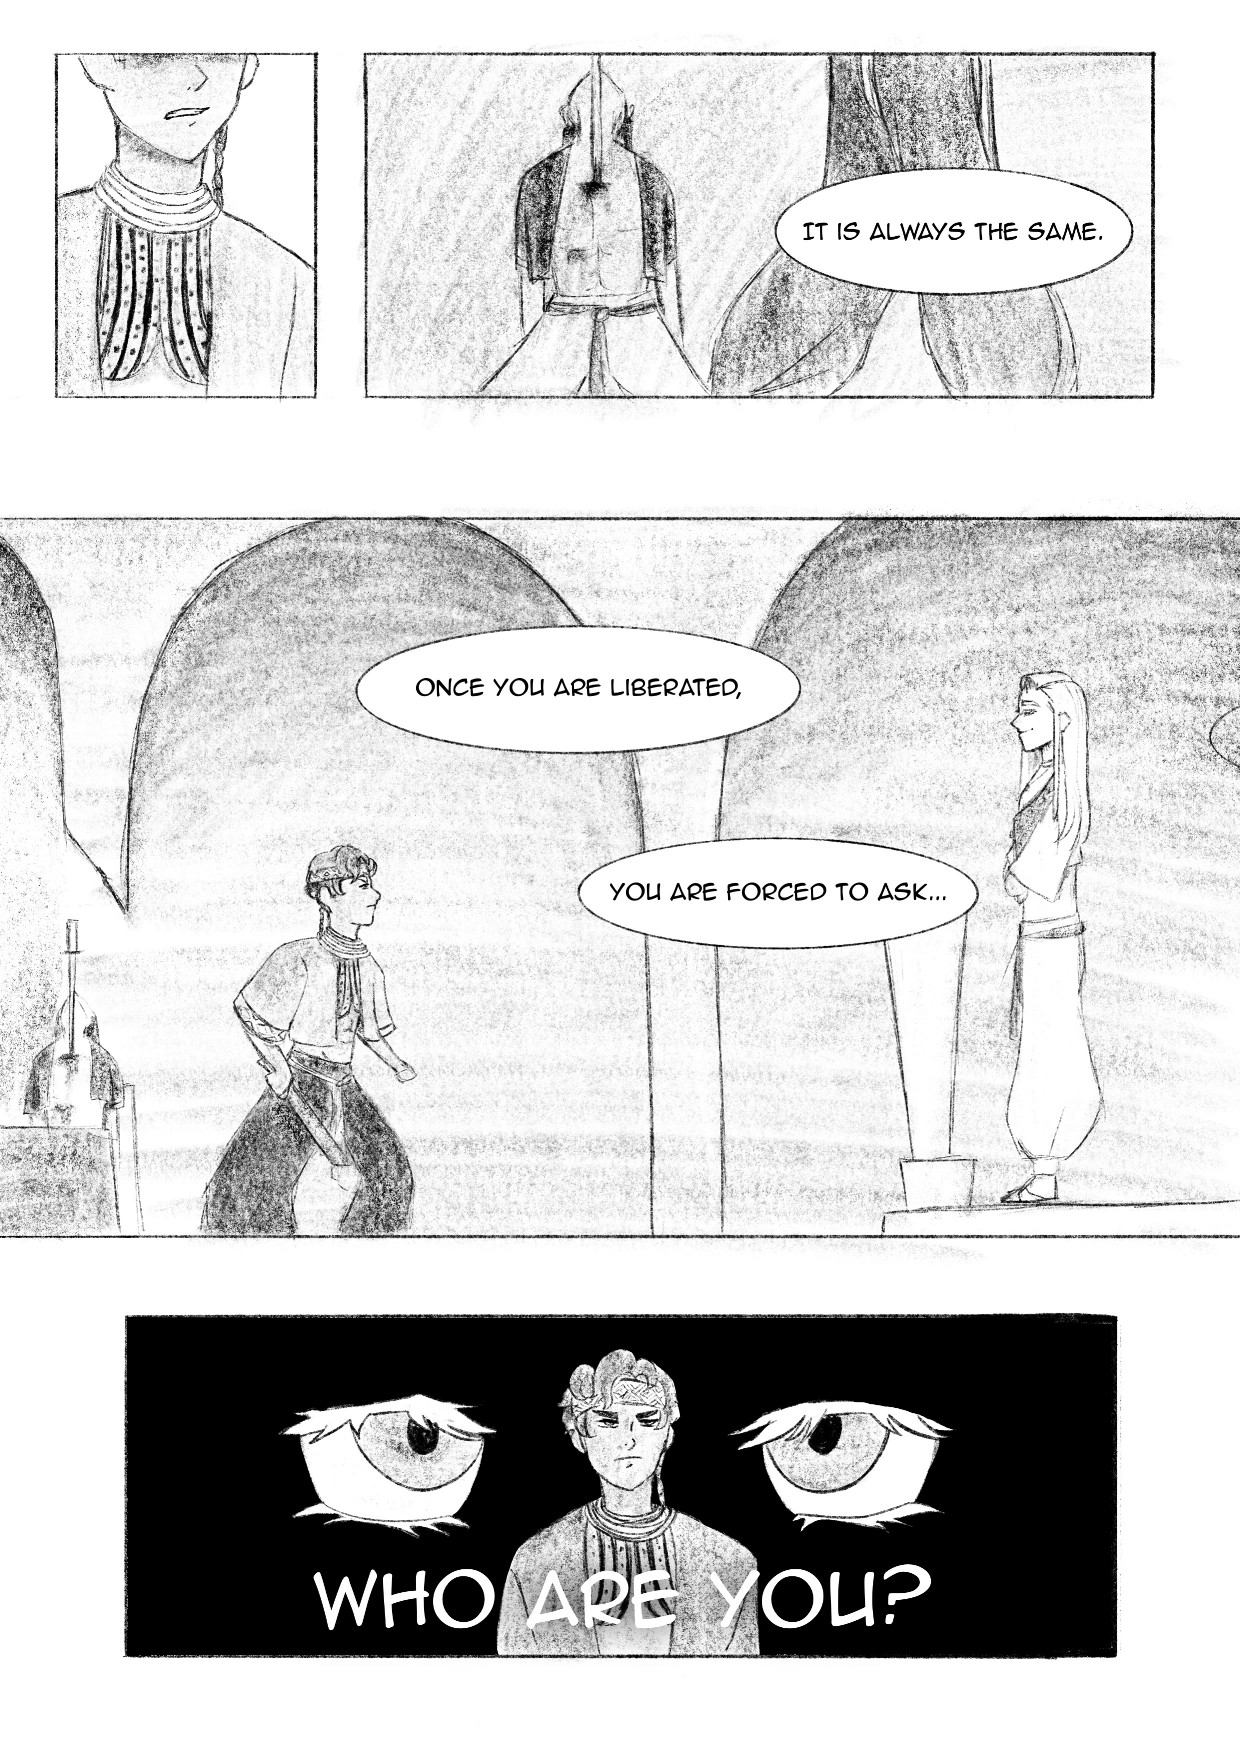 IT IS ALWAYS THE SAME.
ONCE YOU ARE LIBERATED,
YOU ARE FORCED TO ASK...
WHO ARE YOU?